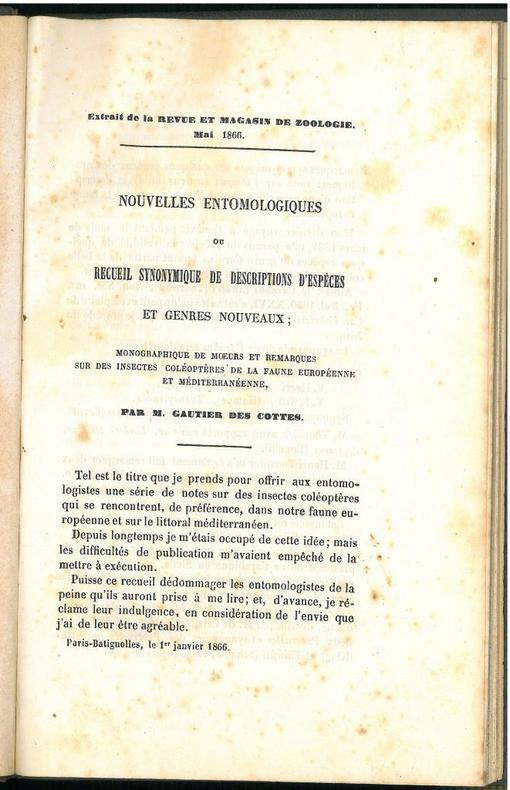 Extrait de la REVUE ET MAGASIN DE ZOOLOGIE.
Mai 1866.
NOUVELLES ENTOMOLOGIQUES
OU
RECUEIL SYNONYMIQUE DE DESCRIPTIONS D'ESPÈCES
ET GENRES NOUVEAUX ;
MONOGRAPHIQUE DE MŒURS ET REMARQUES
SUR DES INSECTES COLÉOPTÈRES DE LA FAUNE EUROPÉENNE
ET MÉDITERRANÉENNE,
PAR M. GAUTIER DES COTTES.
Tel est le titre que je prends pour offrir aux entomo-
logistes une série de notes sur des insectes coléoptères
qui se rencontrent, de préférence, dans notre faune eu-
ropéenne et sur le littoral méditerranéen.
Depuis longtemps je m'étais occupé de cette idée; mais
les difficultés de publication m'avaient empêché de la
mettre à exécution.
Puisse ce recueil dédommager les entomologistes de la
peine qu'ils auront prise à me lire; et, d'avance, je ré-
clame leur indulgence, en considération de l'envie que
j'ai de leur être agréable.
Paris-Batignolles, le 1er janvier 1866.